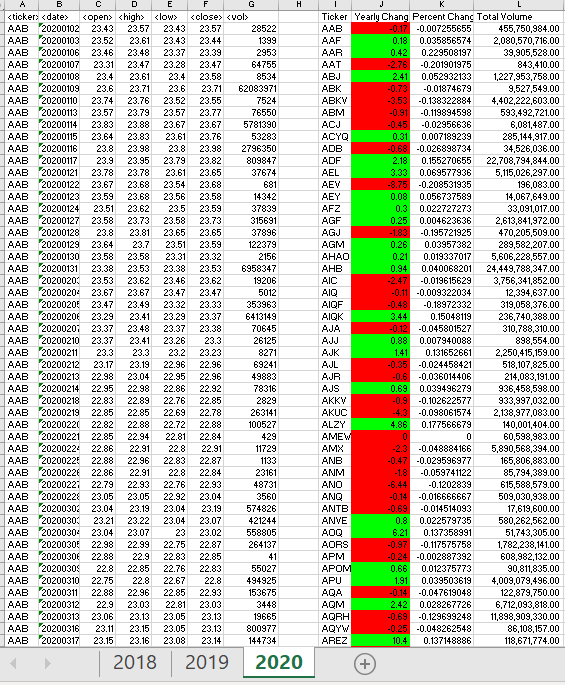 A B C D E F G H I J K L
<ticker> <date> <open> <high> <low> <close> <vol> Ticker Yearly Chang Percent Chang Total Volume
AAB 20200102 23.43 23.57 23.43 23.57 28522 AAB -0.17 -0.007255655 455,750,984.00
AAB 20200103 23.52 23.61 23.43 23.44 1399 AAF 0.18 0.035856574 2,080,570,716.00
AAB 20200106 23.46 23.48 23.37 23.39 2953 AAR 0.42 0.229508197 39,905,528.00
AAB 20200107 23.31 23.47 23.28 23.47 64755 AAT -2.76 -0.201901975 843,410.00
AAB 20200108 23.4 23.61 23.4 23.58 8534 ABJ 2.41 0.052932133 1,227,953,758.00
AAB 20200109 23.6 23.71 23.6 23.71 62083971 ABK -0.73 -0.01874679 9,527,549.00
AAB 20200110 23.74 23.76 23.52 23.55 7524 ABKV -3.53 -0.138322884 4,402,222,603.00
AAB 20200113 23.57 23.79 23.57 23.77 76550 ABM -0.91 -0.119894598 593,492,721.00
AAB 20200114 23.83 23.88 23.67 23.67 5781390 ACJ -0.45 -0.02956636 6,081,487.00
AAB 20200115 23.64 23.83 23.61 23.76 53283 ACYQ 0.31 0.007189239 285,144,917.00
AAB 20200116 23.8 23.98 23.8 23.98 2796350 ADB -0.68 -0.026898734 34,526,036.00
AAB 20200117 23.9 23.95 23.79 23.82 809847 ADF 2.18 0.155270655 22,708,794,844.00
AAB 20200121 23.78 23.78 23.61 23.65 37674 AEL 3.33 0.069577936 5,115,026,297.00
AAB 20200122 23.67 23.68 23.54 23.68 681 AEV -8.75 -0.208531935 196,083.00
AAB 20200123 23.59 23.68 23.56 23.58 14342 AEY 0.08 0.056737589 14,067,649.00
AAB 20200124 23.51 23.62 23.5 23.59 37839 AFZ 0.3 0.022727273 33,091,017.00
AAB 20200127 23.58 23.73 23.58 23.73 315691 AGF 0.25 0.004623636 2,613,841,972.00
AAB 20200128 23.8 23.81 23.65 23.65 37896 AGJ -1.83 -0.195721925 470,205,509.00
AAB 20200129 23.64 23.7 23.51 23.59 122379 AGM 0.26 0.03957382 289,582,207.00
AAB 20200130 23.58 23.58 23.31 23.32 2156 AHAO 0.21 0.019337017 5,606,228,557.00
AAB 20200131 23.38 23.53 23.38 23.53 6958347 AHB 0.94 0.040068201 24,449,788,347.00
AAB 20200203 23.53 23.62 23.46 23.62 19206 AIC -2.47 -0.019615629 3,756,341,852.00
AAB 20200204 23.67 23.67 23.47 23.47 5012 AIQ -0.11 -0.009322034 12,394,637.00
AAB 20200205 23.47 23.49 23.32 23.33 353963 AIQF -0.48 -0.18972332 319,058,376.00
AAB 20200206 23.29 23.41 23.29 23.37 6413149 AIQK 3.44 0.15048119 236,740,388.00
AAB 20200207 23.37 23.48 23.37 23.38 70645 AJA -0.12 -0.045801527 310,788,310.00
AAB 20200210 23.37 23.41 23.26 23.3 26125 AJJ 0.88 0.007940088 898,554.00
AAB 20200211 23.3 23.3 23.2 23.23 8271 AJK 1.41 0.131652661 2,250,415,159.00
AAB 20200212 23.17 23.19 22.96 22.96 69241 AJL -0.35 -0.024458421 518,107,825.00
AAB 20200213 22.98 23.04 22.95 22.96 49883 AJR -0.6 -0.036014406 214,083,191.00
AAB 20200214 22.95 22.98 22.86 22.92 78316 AJS 0.69 0.039496279 936,458,598.00
AAB 20200218 22.83 22.89 22.76 22.82 2829 AKKV -0.9 -0.102622577 933,997,032.00
AAB 20200219 22.85 22.85 22.69 22.78 263141 AKUC -4.3 -0.098061574 2,138,977,083.00
AAB 20200220 22.82 22.88 22.72 22.88 100527 ALZY 4.86 0.177566679 140,001,404.00
AAB 20200221 22.85 22.94 22.81 22.84 429 AMEW 0 0 60,598,983.00
AAB 20200224 22.86 22.91 22.8 22.91 11729 AMX -2.3 -0.048884166 5,890,568,394.00
AAB 20200225 22.88 22.96 22.83 22.87 1133 ANB -0.47 -0.029596977 165,806,883.00
AAB 20200226 22.88 22.91 22.8 22.84 23161 ANM -1.8 -0.059741122 85,794,389.00
AAB 20200227 22.79 22.93 22.76 22.93 48731 ANO -6.44 -0.1202839 615,588,579.00
AAB 20200228 23.05 23.05 22.92 23.04 3560 ANQ -0.14 -0.016666667 509,030,938.00
AAB 20200302 23.04 23.19 23.04 23.19 574826 ANTB -0.69 -0.014514093 17,619,600.00
AAB 20200303 23.21 23.22 23.04 23.07 421244 ANVE 0.8 0.022579735 580,262,562.00
AAB 20200304 23.04 23.07 23 23.02 558805 AOQ 6.21 0.137358991 51,743,305.00
AAB 20200305 22.98 22.99 22.75 22.87 264137 AORS -0.97 -0.117575758 1,782,238,141.00
AAB 20200306 22.88 22.9 22.83 22.85 41 APM -0.24 -0.002887392 608,982,132.00
AAB 20200309 22.8 22.85 22.76 22.83 55027 APOM 0.66 0.012375773 90,811,835.00
AAB 20200310 22.75 22.8 22.67 22.8 494925 APU 1.91 0.039503619 4,009,079,496.00
AAB 20200311 22.88 22.96 22.85 22.93 153675 AQA -0.14 -0.047619048 122,879,750.00
AAB 20200312 22.9 23.03 22.81 23.03 3448 AQM 2.42 0.028267726 6,712,093,818.00
AAB 20200313 23.06 23.13 23.05 23.13 19665 AQRH -0.69 -0.129699248 11,898,909,330.00
AAB 20200316 23.11 23.15 23.05 23.13 800977 AQYW -0.25 -0.048262548 86,108,157.00
AAB 20200317 23.15 23.16 23.08 23.14 144734 AREZ 10.4 0.137148886 118,671,774.00
2018 2019 2020